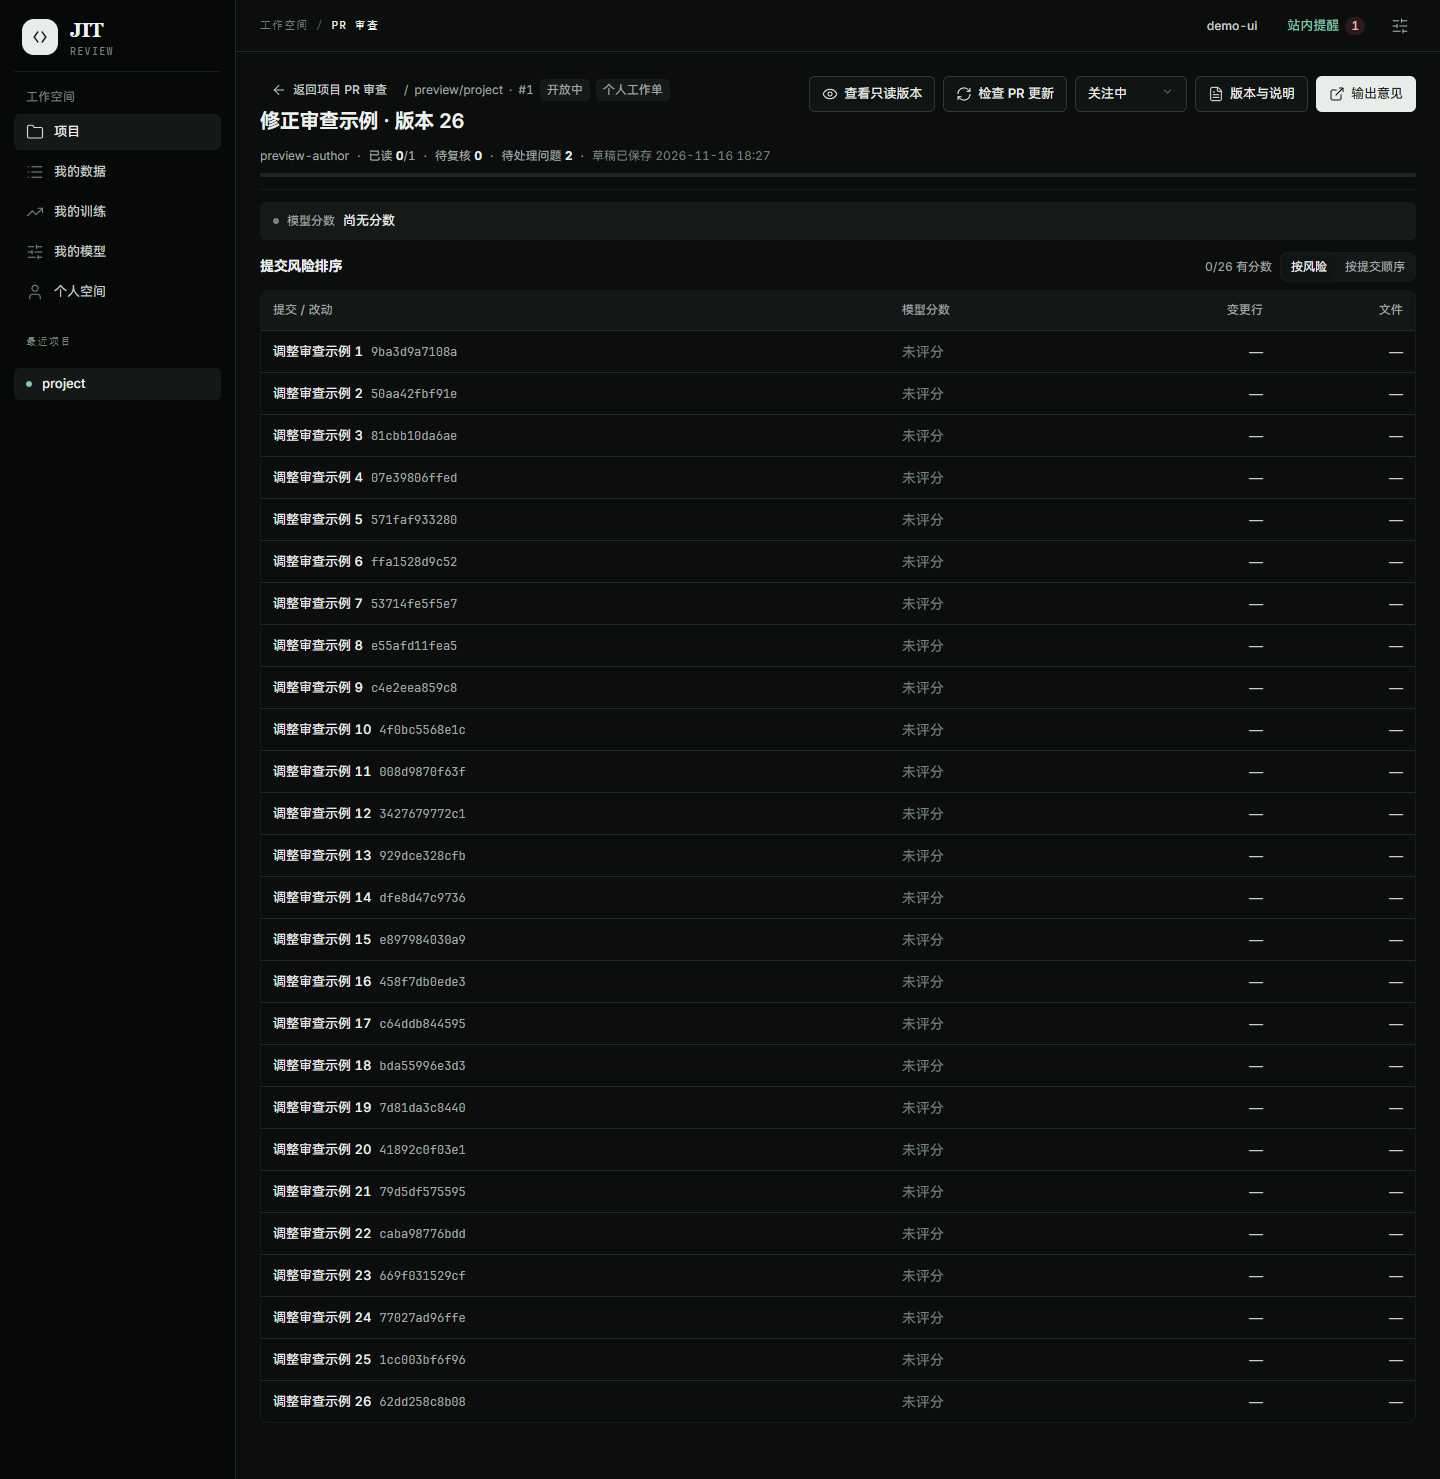 JIT
REVIEW
工作空间
项目
我的数据
我的训练
我的模型
个人空间
最近项目
project
工作空间 / PR 审查
demo-ui 站内提醒 1
返回项目 PR 审查 / preview/project · #1 开放中 个人工作单
查看只读版本 检查 PR 更新 关注中 版本与说明 输出意见
修正审查示例 · 版本 26
preview-author · 已读 0/1 · 待复核 0 · 待处理问题 2 · 草稿已保存 2026-11-16 18:27
模型分数 尚无分数
提交风险排序 0/26 有分数 按风险 按提交顺序
提交 / 改动 模型分数 变更行 文件
调整审查示例 1 9ba3d9a7108a 未评分 — —
调整审查示例 2 50aa42fbf91e 未评分 — —
调整审查示例 3 81cbb10da6ae 未评分 — —
调整审查示例 4 07e39806ffed 未评分 — —
调整审查示例 5 571faf933280 未评分 — —
调整审查示例 6 ffa1528d9c52 未评分 — —
调整审查示例 7 53714fe5f5e7 未评分 — —
调整审查示例 8 e55afd11fea5 未评分 — —
调整审查示例 9 c4e2eea859c8 未评分 — —
调整审查示例 10 4f0bc5568e1c 未评分 — —
调整审查示例 11 008d9870f63f 未评分 — —
调整审查示例 12 3427679772c1 未评分 — —
调整审查示例 13 929dce328cfb 未评分 — —
调整审查示例 14 dfe8d47c9736 未评分 — —
调整审查示例 15 e897984030a9 未评分 — —
调整审查示例 16 458f7db0ede3 未评分 — —
调整审查示例 17 c64ddb844595 未评分 — —
调整审查示例 18 bda55996e3d3 未评分 — —
调整审查示例 19 7d81da3c8440 未评分 — —
调整审查示例 20 41892c0f03e1 未评分 — —
调整审查示例 21 79d5df575595 未评分 — —
调整审查示例 22 caba98776bdd 未评分 — —
调整审查示例 23 669f031529cf 未评分 — —
调整审查示例 24 77027ad96ffe 未评分 — —
调整审查示例 25 1cc003bf6f96 未评分 — —
调整审查示例 26 62dd258c8b08 未评分 — —